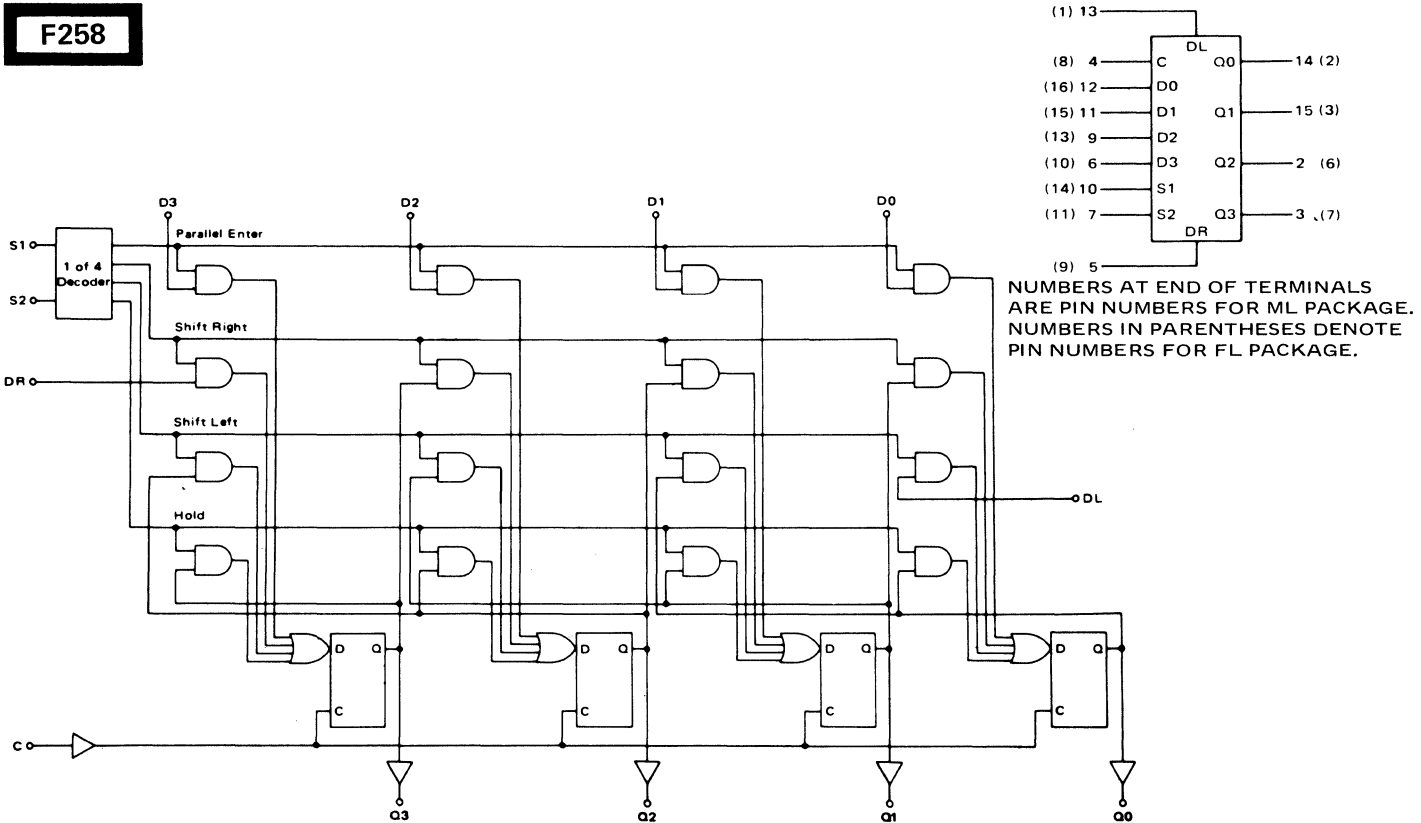 F258
(1) 13
DL
(8) 4 C Q0 14 (2)
(16) 12 D0
(15) 11 D1 Q1 15 (3)
(13) 9 D2
(10) 6 D3 Q2 2 (6)
(14) 10 S1
(11) 7 S2 Q3 3 (7)
DR
(9) 5
NUMBERS AT END OF TERMINALS
ARE PIN NUMBERS FOR ML PACKAGE.
NUMBERS IN PARENTHESES DENOTE
PIN NUMBERS FOR FL PACKAGE.
D3 D2 D1 D0
S1
Parallel Enter
1 of 4
Decoder
S2
Shift Right
DR
Shift Left
DL
Hold
D Q D Q D Q D Q
C C C C
C
Q3 Q2 Q1 Q0